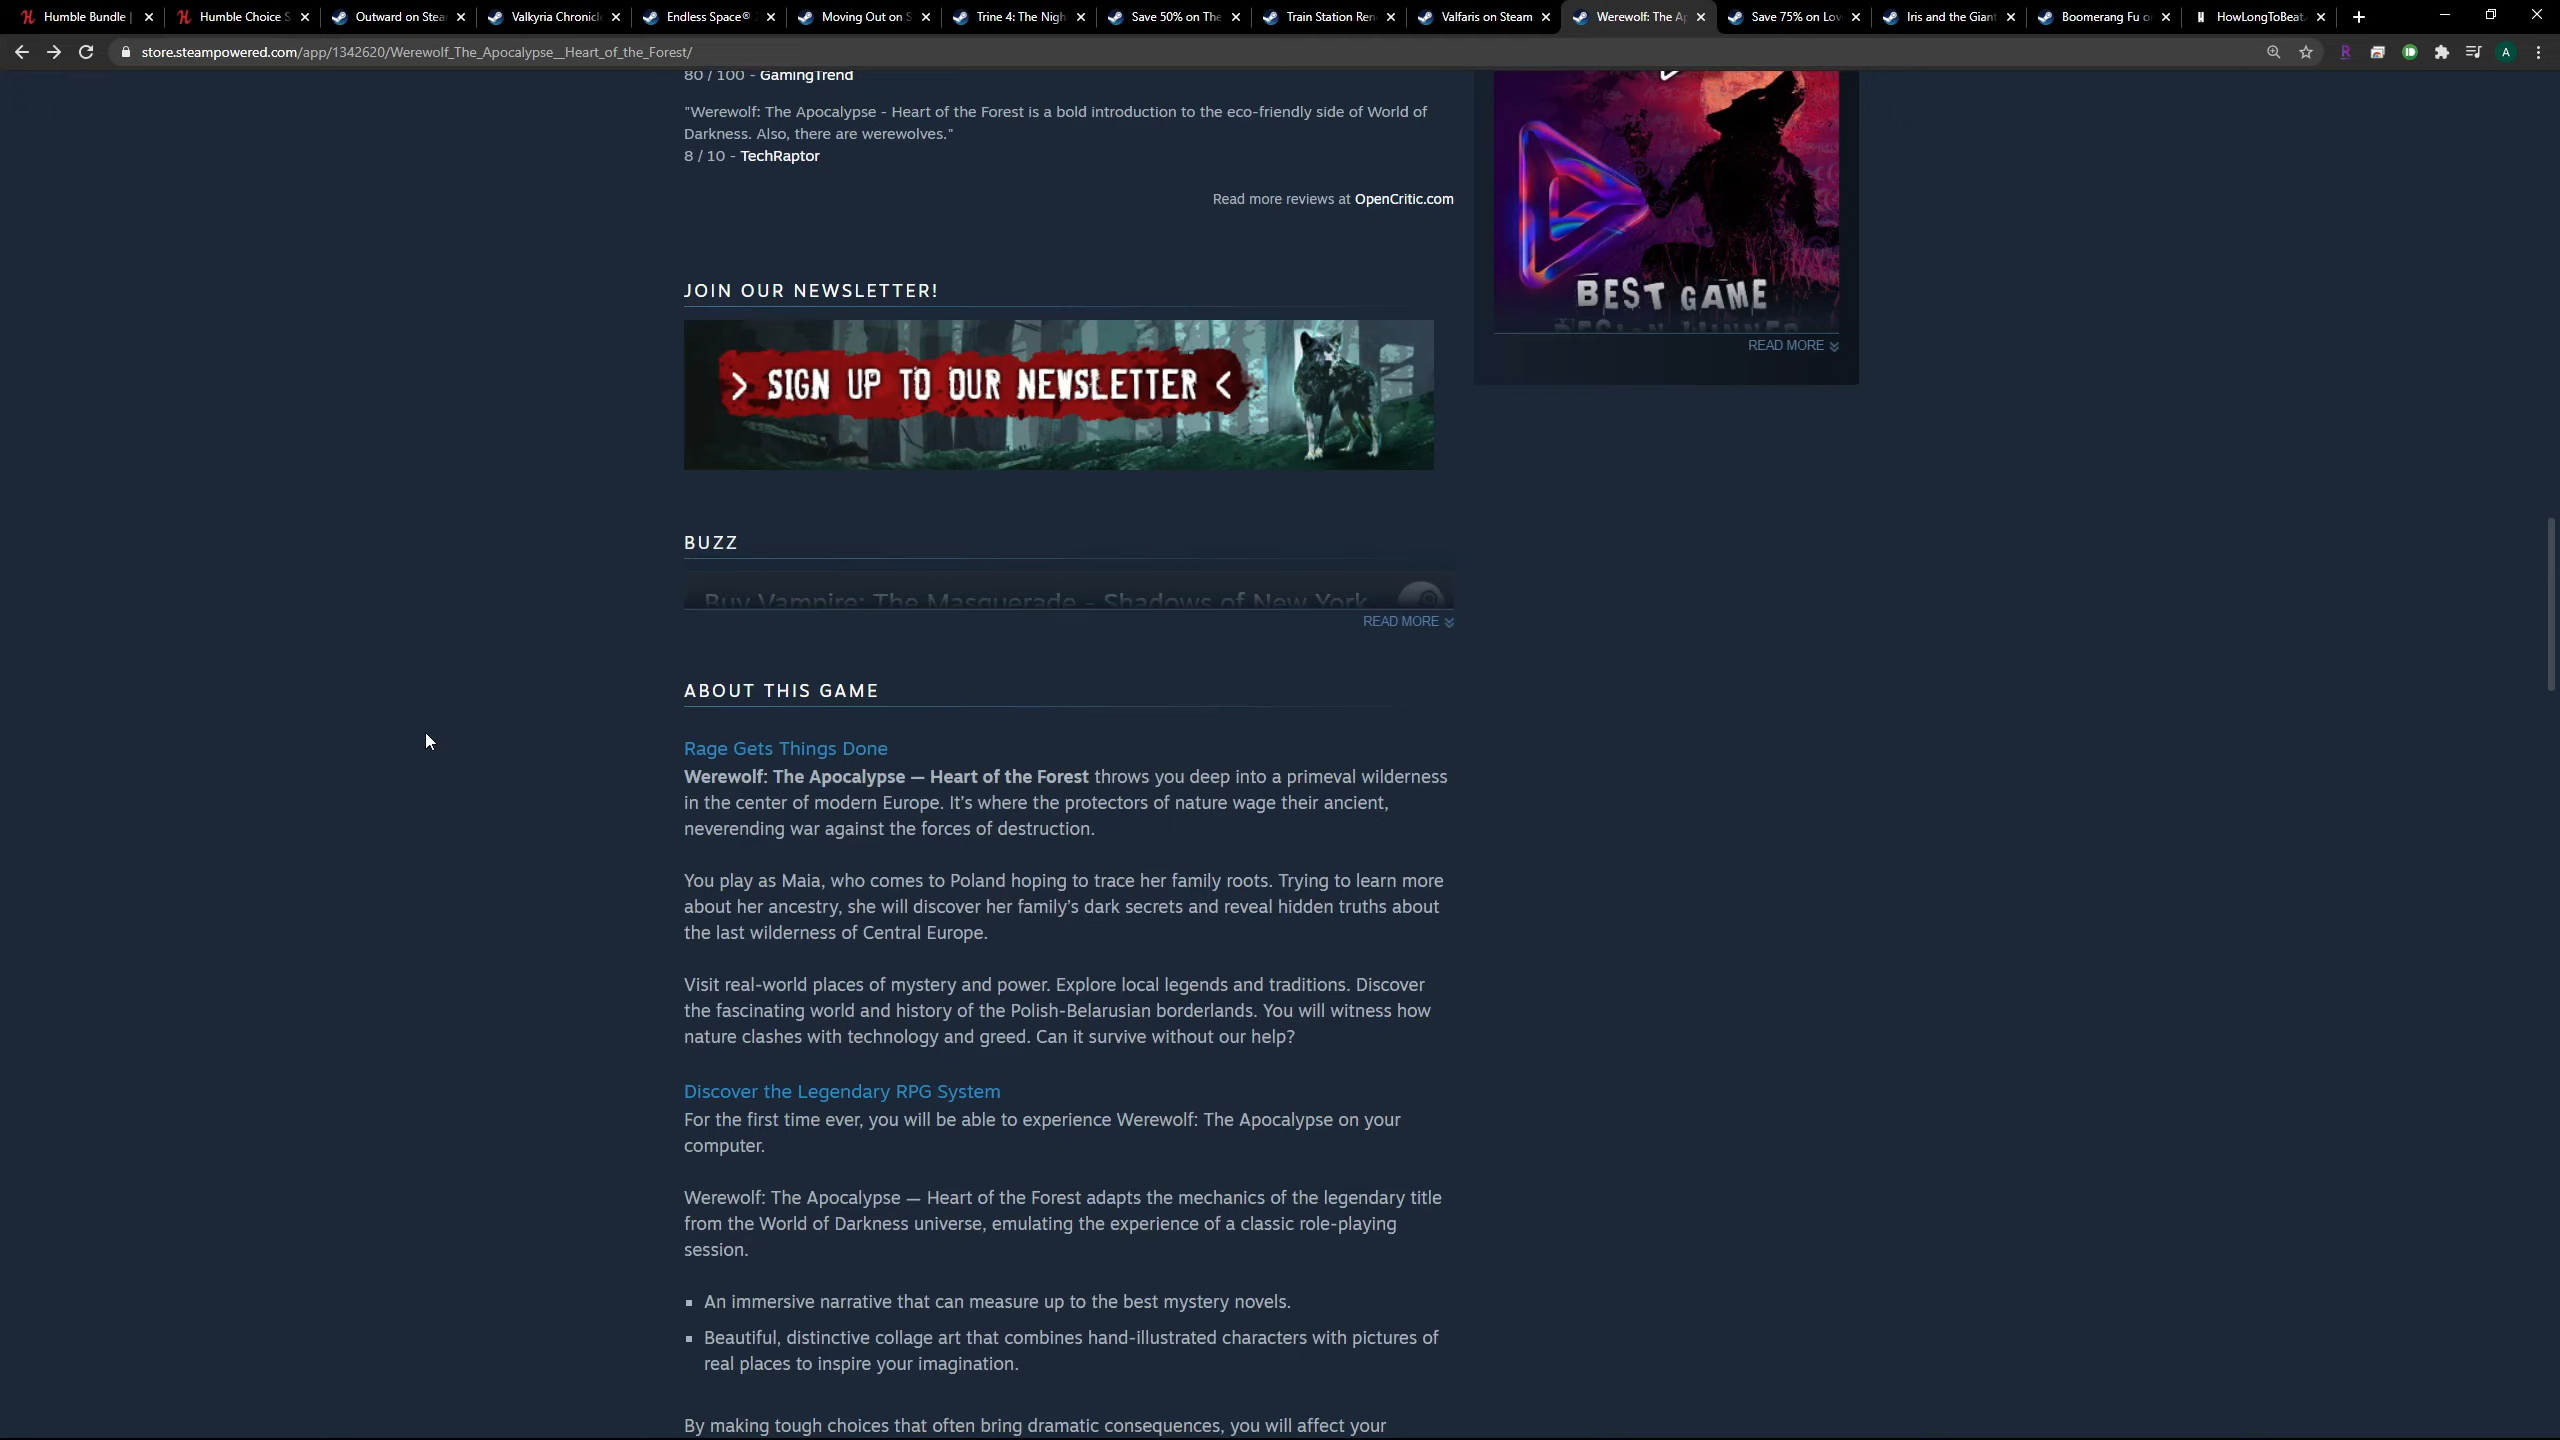 Humble Bundle |
Humble Choice S
Outward on Stea
Valkyria Chronicl
Endless Space®
Moving Out on S
Trine 4: The Nigh
Save 50% on The
Train Station Ren
Valfaris on Steam
Werewolf: The Ap
Save 75% on Lov
Iris and the Giant
Boomerang Fu o
HowLongToBeat.
store.steampowered.com/app/1342620/Werewolf_The_Apocalypse__Heart_of_the_Forest/
A
80 / 100 - GamingTrend
"Werewolf: The Apocalypse - Heart of the Forest is a bold introduction to the eco-friendly side of World of
Darkness. Also, there are werewolves."
8 / 10 - TechRaptor
Read more reviews at OpenCritic.com
BEST GAME
DESIGN WINNER
READ MORE
JOIN OUR NEWSLETTER!
> SIGN UP TO OUR NEWSLETTER <
BUZZ
Buy Vampire: The Masquerade - Shadows of New York
READ MORE
ABOUT THIS GAME
Rage Gets Things Done
Werewolf: The Apocalypse — Heart of the Forest throws you deep into a primeval wilderness
in the center of modern Europe. It's where the protectors of nature wage their ancient,
neverending war against the forces of destruction.
You play as Maia, who comes to Poland hoping to trace her family roots. Trying to learn more
about her ancestry, she will discover her family's dark secrets and reveal hidden truths about
the last wilderness of Central Europe.
Visit real-world places of mystery and power. Explore local legends and traditions. Discover
the fascinating world and history of the Polish-Belarusian borderlands. You will witness how
nature clashes with technology and greed. Can it survive without our help?
Discover the Legendary RPG System
For the first time ever, you will be able to experience Werewolf: The Apocalypse on your
computer.
Werewolf: The Apocalypse — Heart of the Forest adapts the mechanics of the legendary title
from the World of Darkness universe, emulating the experience of a classic role-playing
session.
▪ An immersive narrative that can measure up to the best mystery novels.
▪ Beautiful, distinctive collage art that combines hand-illustrated characters with pictures of
real places to inspire your imagination.
By making tough choices that often bring dramatic consequences, you will affect your